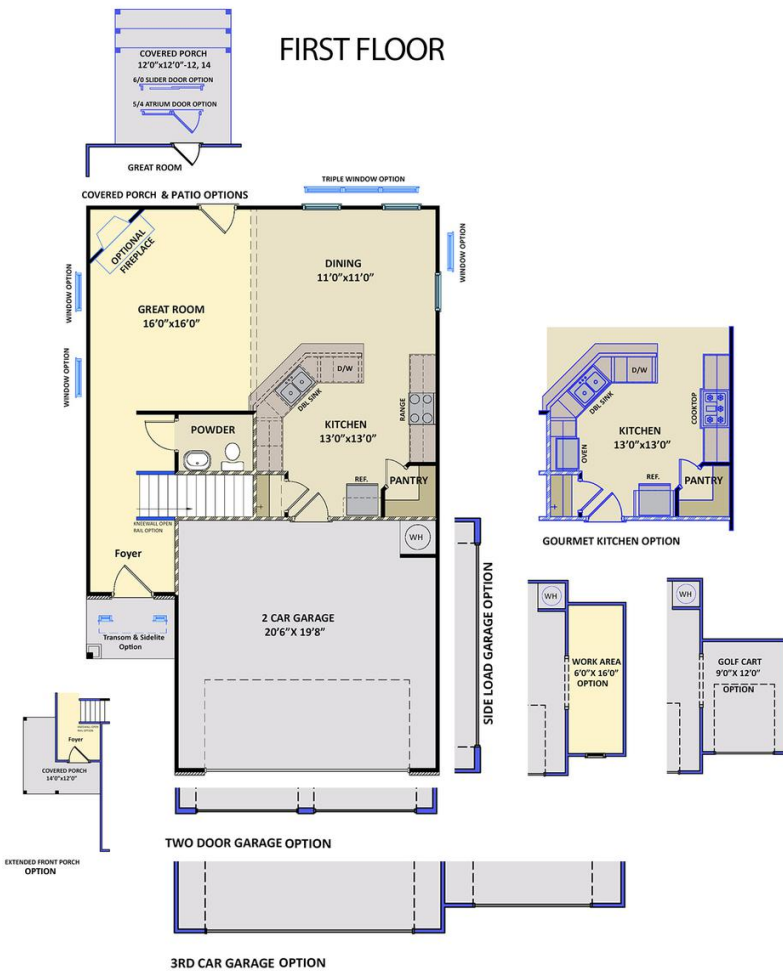 FIRST FLOOR
COVERED PORCH
12'0"x12'0"-12, 14
6/0 SLIDER DOOR OPTION
5/4 ATRIUM DOOR OPTION
GREAT ROOM
COVERED PORCH & PATIO OPTIONS
TRIPLE WINDOW OPTION
OPTIONAL
FIREPLACE
DINING
11'0"x11'0"
WINDOW OPTION
WINDOW OPTION
GREAT ROOM
16'0"x16'0"
WINDOW OPTION
D/W
DBL SINK
RANGE
POWDER
KITCHEN
13'0"x13'0"
REF.
PANTRY
KNEEWALL OPEN
RAIL OPTION
Foyer
WH
Transom & Sidelite
Option
2 CAR GARAGE
20'6"X 19'8"
SIDE LOAD GARAGE OPTION
D/W
DBL SINK
COOKTOP
KITCHEN
13'0"x13'0"
OVEN
REF.
PANTRY
GOURMET KITCHEN OPTION
WH
WORK AREA
6'0"X 16'0"
OPTION
WH
GOLF CART
9'0"X 12'0"
OPTION
KNEEWALL OPEN
RAIL OPTION
Foyer
COVERED PORCH
14'0"x12'0"
EXTENDED FRONT PORCH
OPTION
TWO DOOR GARAGE OPTION
3RD CAR GARAGE OPTION